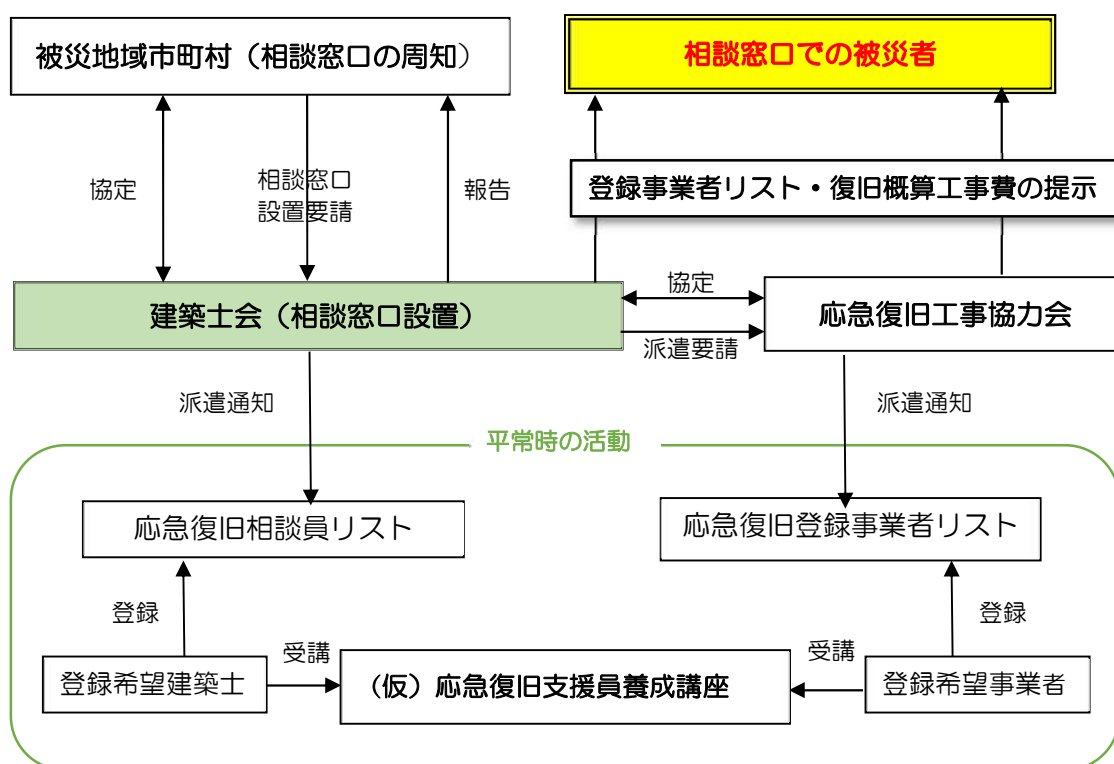 被災地域市町村（相談窓口の周知）
相談窓口での被災者
協定
相談窓口
設置要請
報告
登録事業者リスト・復旧概算工事費の提示
建築士会（相談窓口設置）
協定
派遣要請
応急復旧工事協力会
派遣通知
派遣通知
平常時の活動
応急復旧相談員リスト
応急復旧登録事業者リスト
登録
登録
登録希望建築士
受講
（仮）応急復旧支援員養成講座
受講
登録希望事業者